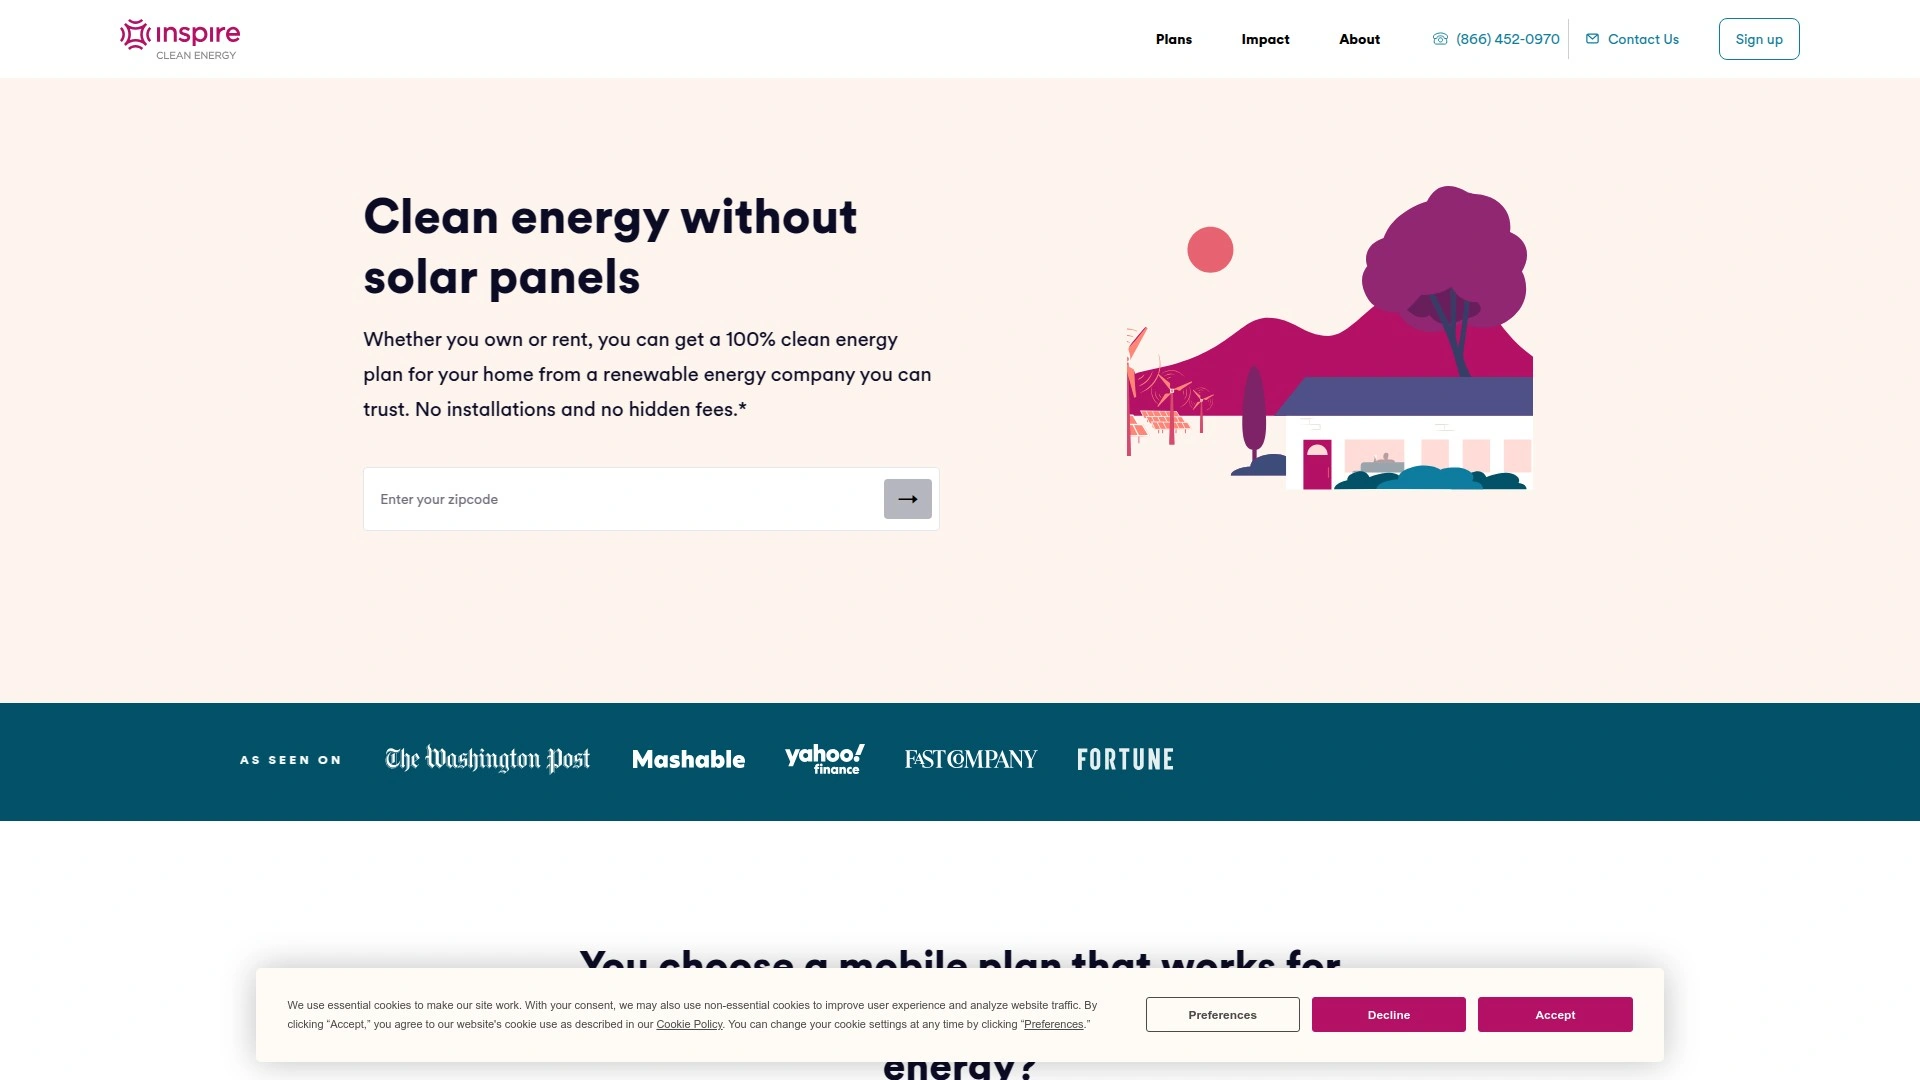 inspire
CLEAN ENERGY
Plans
Impact
About
(866) 452-0970
Contact Us
Sign up
Clean energy without
solar panels
Whether you own or rent, you can get a 100% clean energy
plan for your home from a renewable energy company you can
trust. No installations and no hidden fees.*
Enter your zipcode
AS SEEN ON
The Washington Post
Mashable
yahoo!
finance
FAST COMPANY
FORTUNE
You choose a mobile plan that works for
We use essential cookies to make our site work. With your consent, we may also use non-essential cookies to improve user experience and analyze website traffic. By
clicking “Accept,” you agree to our website's cookie use as described in our Cookie Policy. You can change your cookie settings at any time by clicking “Preferences.”
Preferences
Decline
Accept
energy?